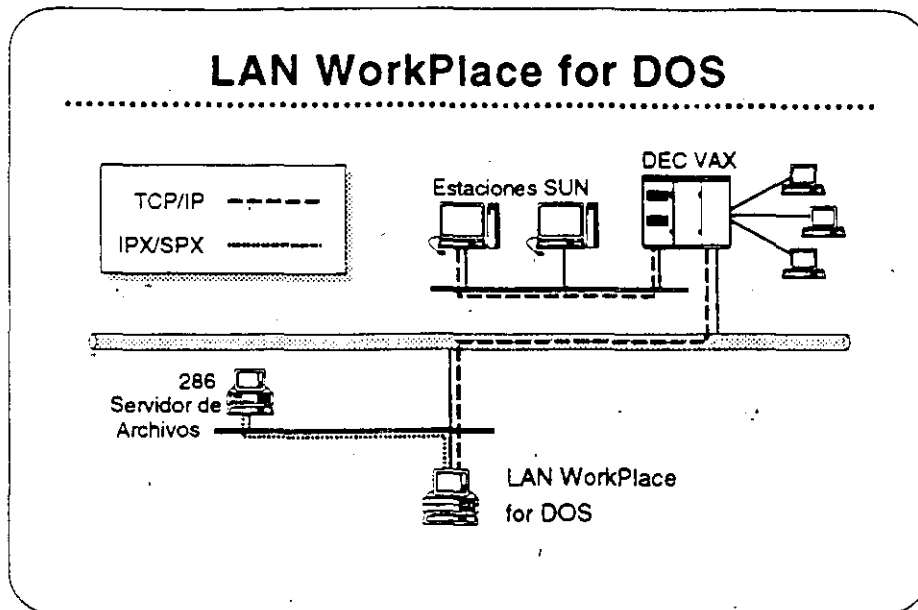 LAN WorkPlace for DOS
TCP/IP
IPX/SPX
Estaciones SUN
DEC VAX
286
Servidor de
Archivos
LAN WorkPlace
for DOS